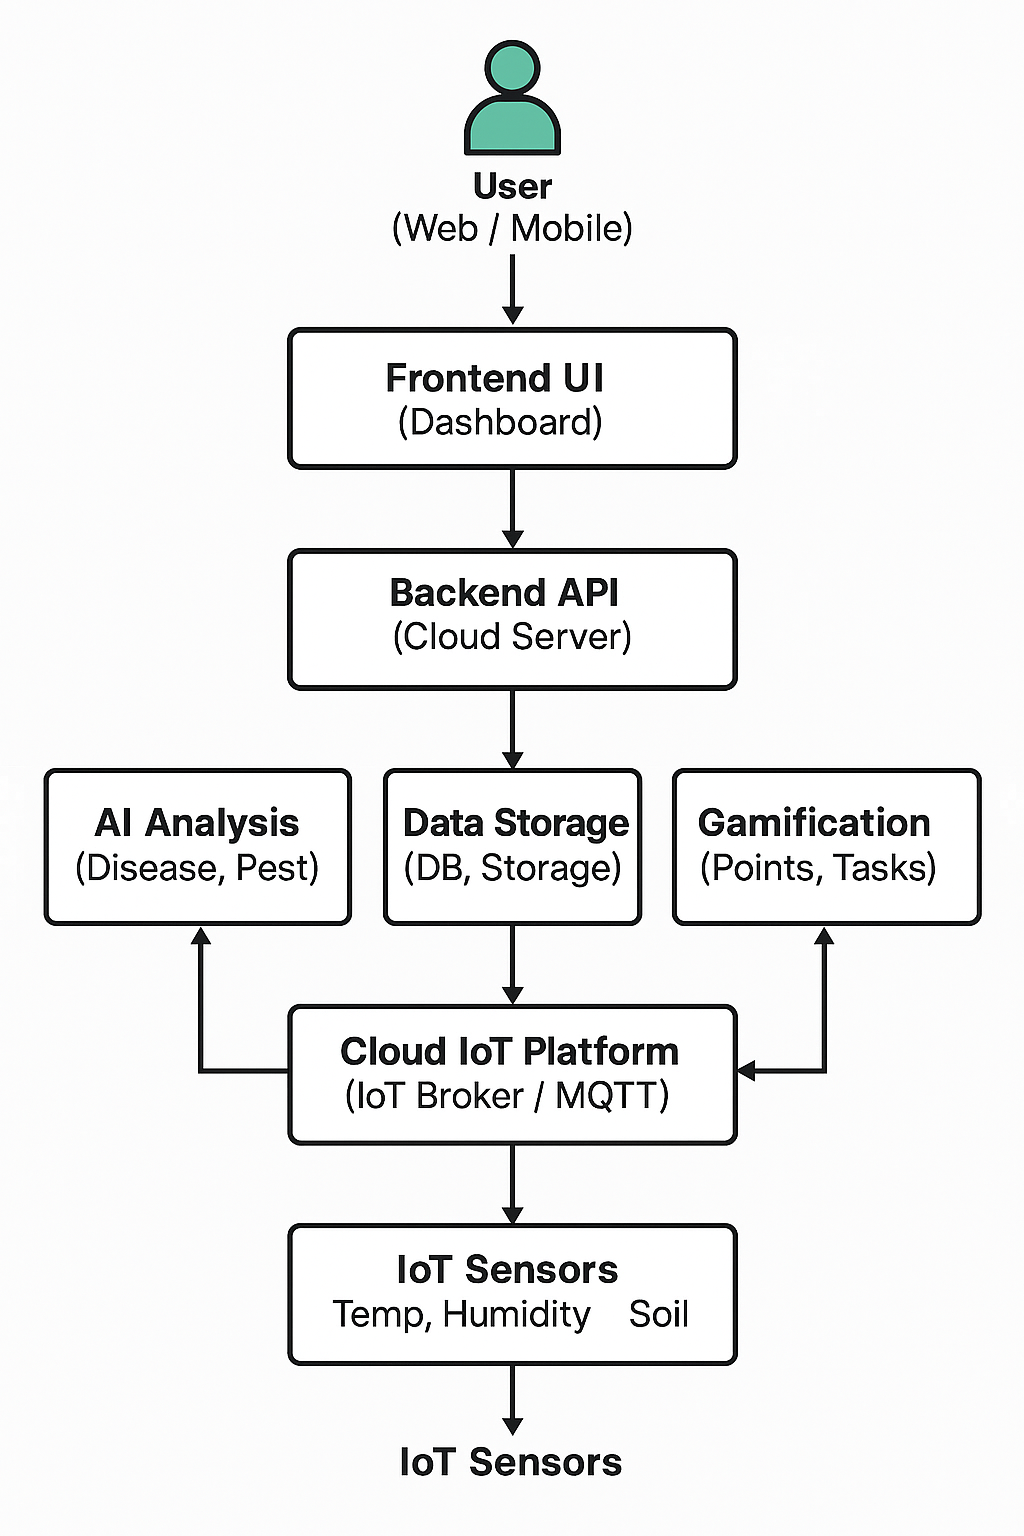 User
(Web / Mobile)
Frontend UI
(Dashboard)
Backend API
(Cloud Server)
AI Analysis
(Disease, Pest)
Data Storage
(DB, Storage)
Gamification
(Points, Tasks)
Cloud IoT Platform
(IoT Broker / MQTT)
IoT Sensors
Temp, Humidity Soil
IoT Sensors